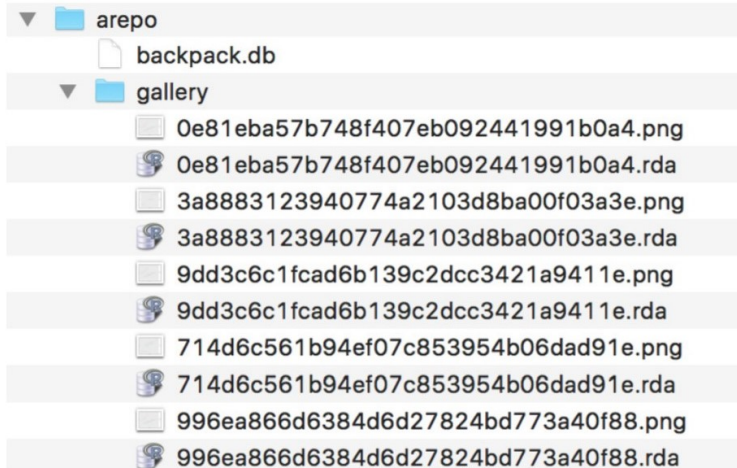 arepo
backpack.db
gallery
0e81eba57b748f407eb092441991b0a4.png
0e81eba57b748f407eb092441991b0a4.rda
3a8883123940774a2103d8ba00f03a3e.png
3a8883123940774a2103d8ba00f03a3e.rda
9dd3c6c1fcad6b139c2dcc3421a9411e.png
9dd3c6c1fcad6b139c2dcc3421a9411e.rda
714d6c561b94ef07c853954b06dad91e.png
714d6c561b94ef07c853954b06dad91e.rda
996ea866d6384d6d27824bd773a40f88.png
996ea866d6384d6d27824bd773a40f88.rda